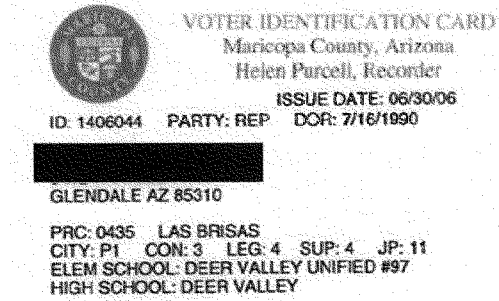 VOTER IDENTIFICATION CARD
Maricopa County, Arizona
Helen Purcell, Recorder
ISSUE DATE: 06/30/06
ID: 1406044 PARTY: REP DOR: 7/16/1990
GLENDALE AZ 85310
PRC: 0435 LAS BRISAS
CITY: P1 CON: 3 LEG: 4 SUP: 4 JP: 11
ELEM SCHOOL: DEER VALLEY UNIFIED #97
HIGH SCHOOL: DEER VALLEY